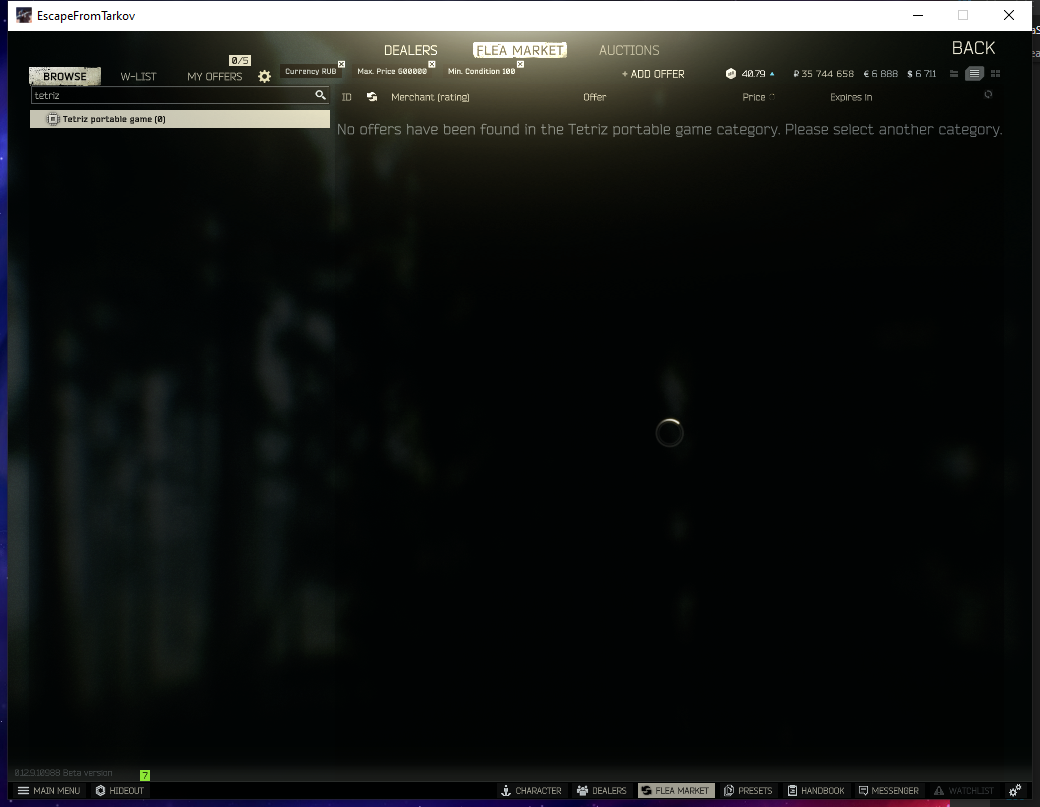 EscapeFromTarkov
DEALERS FLEA MARKET AUCTIONS BACK
0/5
BROWSE W-LIST MY OFFERS Currency RUB Max. Price 600000 Min. Condition 100 + ADD OFFER 40.79 ₽ 35 744 658 € 6 888 $ 6 711
tetriz ID Merchant (rating) Offer Price Expires in
Tetriz portable game (0)
No offers have been found in the Tetriz portable game category. Please select another category.
0.12.9.10988 Beta version 7
MAIN MENU HIDEOUT CHARACTER DEALERS FLEA MARKET PRESETS HANDBOOK MESSENGER WATCHLIST